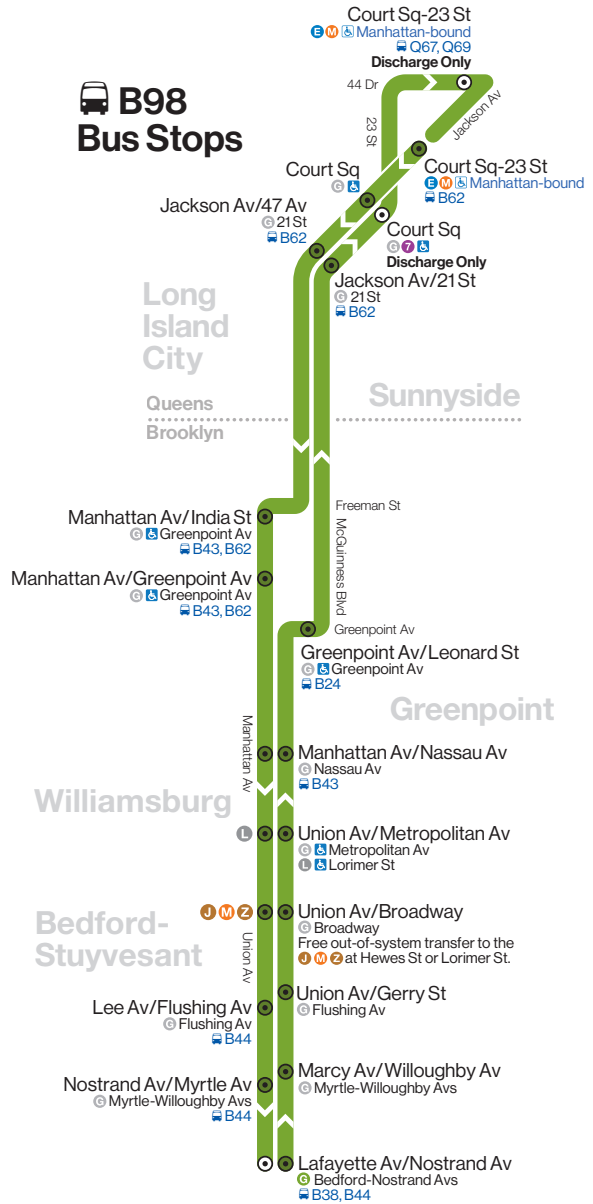 B98
Bus Stops
Court Sq-23 St
E M Manhattan-bound
Q67, Q69
Discharge Only
44 Dr
23 St
Jackson Av
Court Sq-23 St
E M Manhattan-bound
B62
Court Sq
G
Jackson Av/47 Av
G 21 St
B62
Court Sq
G 7
Discharge Only
Jackson Av/21 St
G 21 St
B62
Long
Island
City
Sunnyside
Queens
Brooklyn
Freeman St
McGuinness Blvd
Manhattan Av/India St
G Greenpoint Av
B43, B62
Manhattan Av/Greenpoint Av
G Greenpoint Av
B43, B62
Greenpoint Av
Greenpoint Av/Leonard St
G Greenpoint Av
B24
Greenpoint
Manhattan Av
Manhattan Av/Nassau Av
G Nassau Av
B43
Williamsburg
L
Union Av/Metropolitan Av
G Metropolitan Av
L Lorimer St
Bedford-
Stuyvesant
J M Z
Union Av/Broadway
G Broadway
Free out-of-system transfer to the
J M Z at Hewes St or Lorimer St.
Union Av
Union Av/Gerry St
G Flushing Av
Lee Av/Flushing Av
G Flushing Av
B44
Marcy Av/Willoughby Av
G Myrtle-Willoughby Avs
Nostrand Av/Myrtle Av
G Myrtle-Willoughby Avs
B44
Lafayette Av/Nostrand Av
G Bedford-Nostrand Avs
B38, B44